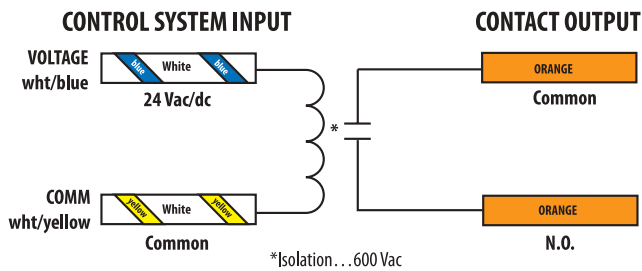 CONTROL SYSTEM INPUT
CONTACT OUTPUT
VOLTAGE
wht/blue
blue White blue
24 Vac/dc
ORANGE
Common
*
COMM
wht/yellow
yellow White yellow
Common
ORANGE
N.O.
*Isolation...600 Vac